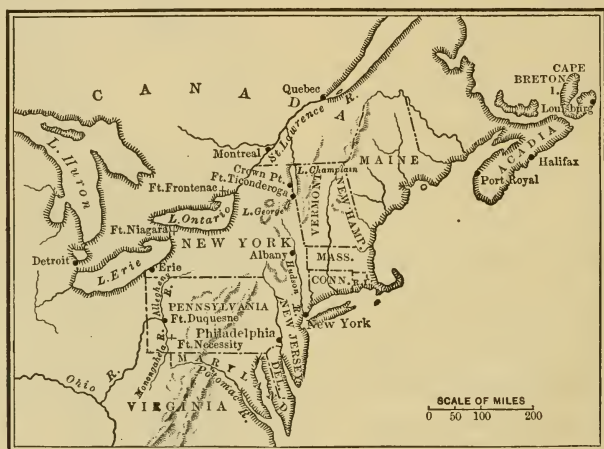 CANADA
Quebec
St. Lawrence R.
CAPE
BRETON
I.
Louisburg
ACADIA
Halifax
Port Royal
L. Huron
Montreal
MAINE
Crown Pt.
Ft. Ticonderoga
L. Champlain
Ft. Frontenac
L. George
VERMONT
NEW HAMP.
L. Ontario
Ft. Niagara
NEW YORK
Albany
Hudson R.
MASS.
CONN.
R.I.
Detroit
L. Erie
Erie
Allegheny R.
PENNSYLVANIA
Ft. Duquesne
Philadelphia
New York
NEW JERSEY
Ft. Necessity
Monongahela R.
MARYLAND
DEL.
Ohio R.
Potomac R.
VIRGINIA
SCALE OF MILES
0 50 100 200